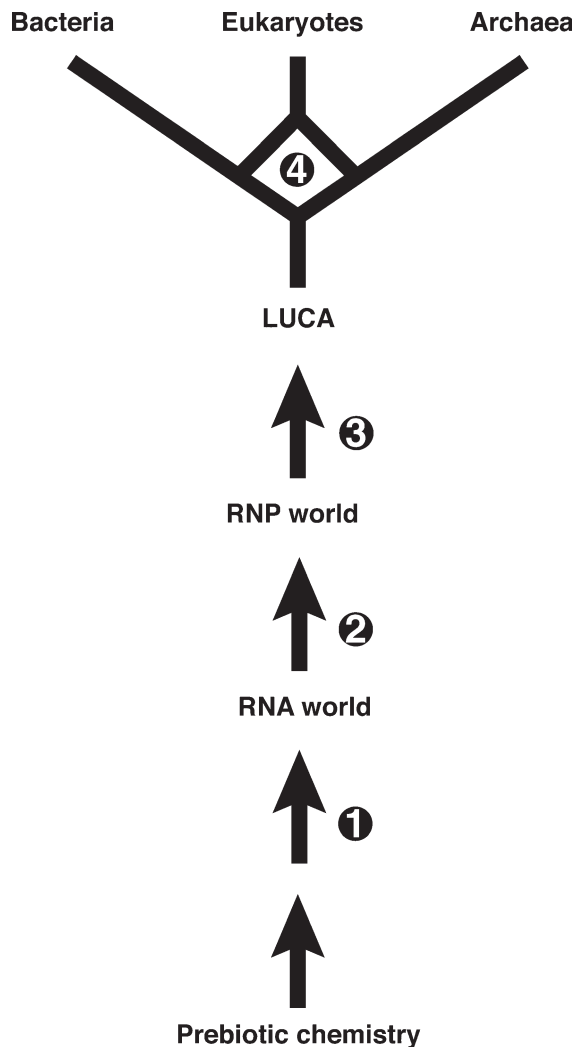 Bacteria Eukaryotes Archaea
4
LUCA
3
RNP world
2
RNA world
1
Prebiotic chemistry